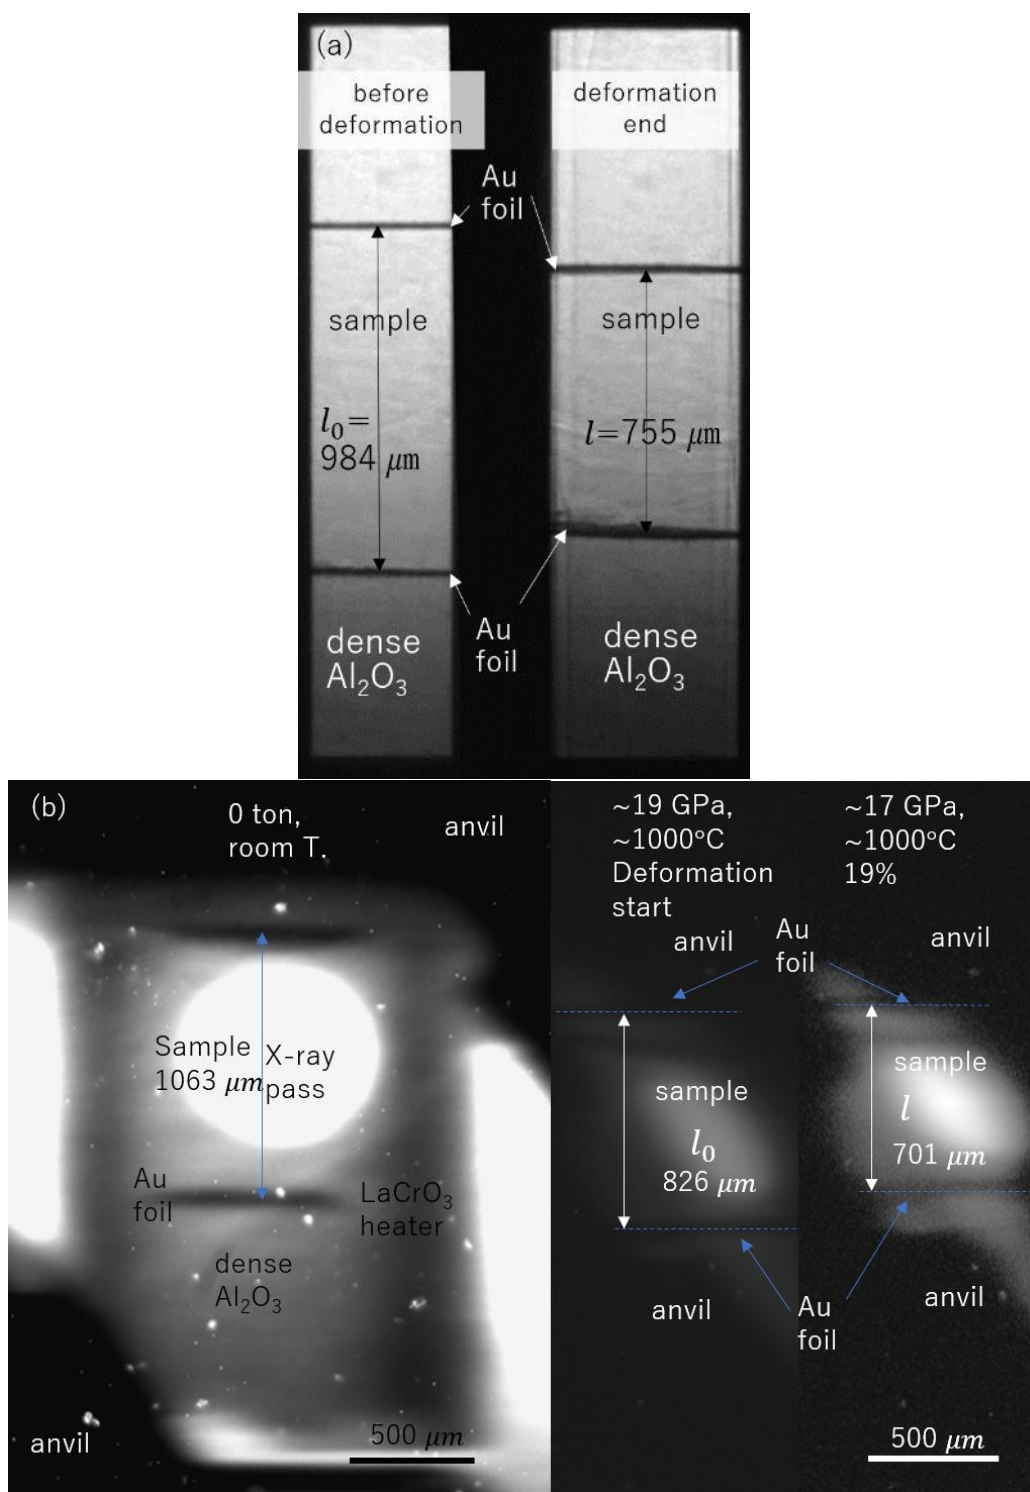 (a)
before
deformation
deformation
end
Au
foil
sample
sample
l₀=
984 μm
l=755 μm
Au
foil
dense
Al₂O₃
dense
Al₂O₃
(b)
0 ton,
room T.
anvil
~19 GPa,
~1000°C
Deformation
start
~17 GPa,
~1000°C
19%
anvil
Au
foil
anvil
Sample
1063 μm
X-ray
pass
sample
l₀
826 μm
sample
l
701 μm
Au
foil
LaCrO₃
heater
dense
Al₂O₃
anvil
Au
foil
anvil
anvil
500 μm
500 μm